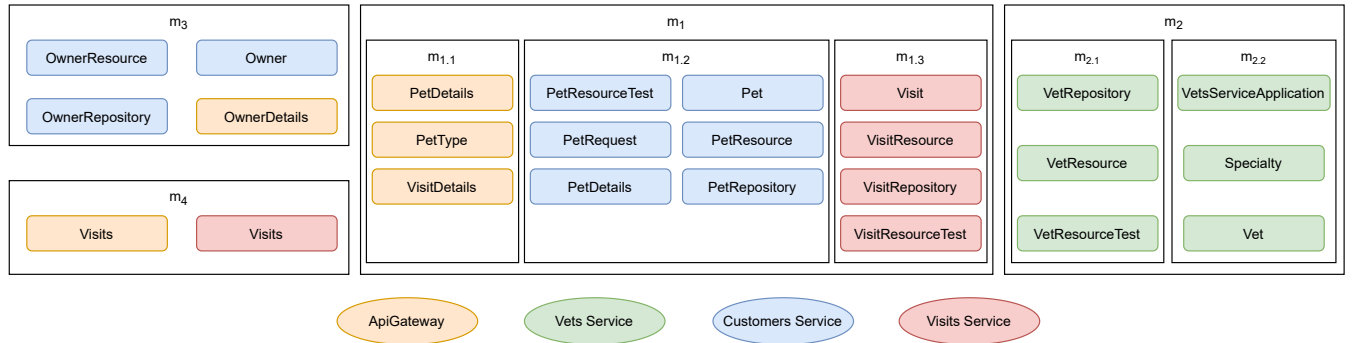 m3
OwnerResource
Owner
OwnerRepository
OwnerDetails
m4
Visits
Visits
m1
m1.1
PetDetails
PetType
VisitDetails
m1.2
PetResourceTest
Pet
PetRequest
PetResource
PetDetails
PetRepository
m1.3
Visit
VisitResource
VisitRepository
VisitResourceTest
m2
m2.1
VetRepository
VetResource
VetResourceTest
m2.2
VetsServiceApplication
Specialty
Vet
ApiGateway
Vets Service
Customers Service
Visits Service